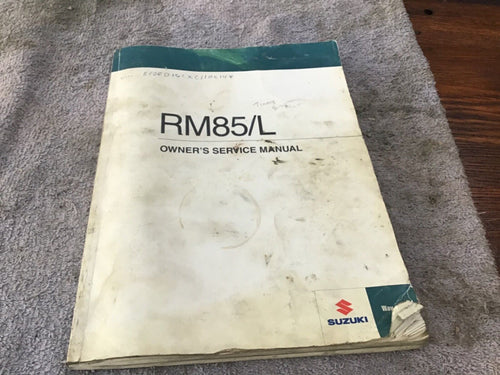 RM85/L
OWNER'S SERVICE MANUAL
SUZUKI